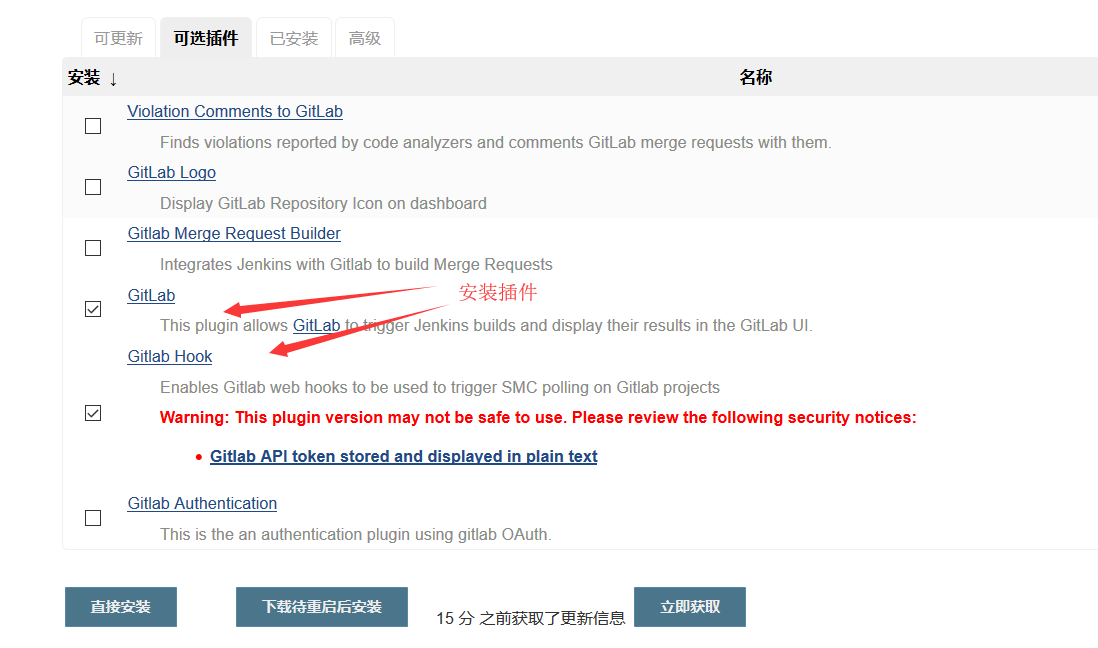 可更新 可选插件 已安装 高级
安装 ↓ 名称
Violation Comments to GitLab
Finds violations reported by code analyzers and comments GitLab merge requests with them.
GitLab Logo
Display GitLab Repository Icon on dashboard
Gitlab Merge Request Builder
Integrates Jenkins with Gitlab to build Merge Requests
GitLab
安装插件
This plugin allows GitLab to trigger Jenkins builds and display their results in the GitLab UI.
Gitlab Hook
Enables Gitlab web hooks to be used to trigger SMC polling on Gitlab projects
Warning: This plugin version may not be safe to use. Please review the following security notices:
• Gitlab API token stored and displayed in plain text
Gitlab Authentication
This is the an authentication plugin using gitlab OAuth.
直接安装 下载待重启后安装 15 分 之前获取了更新信息 立即获取